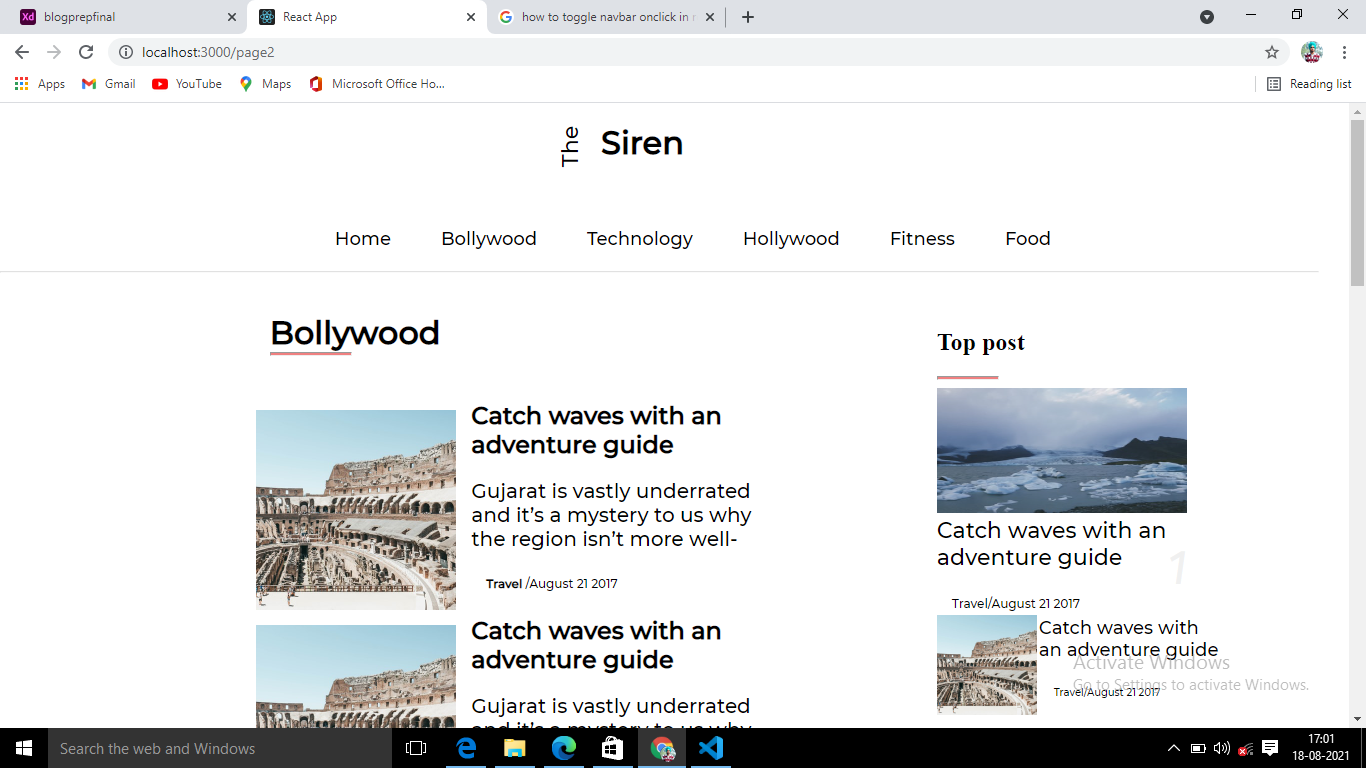 Xd blogprepfinal
React App
how to toggle navbar onclick in r
localhost:3000/page2
Apps
Gmail
YouTube
Maps
Microsoft Office Ho...
Reading list
The Siren
Home
Bollywood
Technology
Hollywood
Fitness
Food
Bollywood
Catch waves with an
adventure guide
Gujarat is vastly underrated
and it’s a mystery to us why
the region isn’t more well-
Travel /August 21 2017
Catch waves with an
adventure guide
Gujarat is vastly underrated
and it’s a mystery to us why
Top post
Catch waves with an
adventure guide
1
Travel/August 21 2017
Catch waves with
an adventure guide
Travel/August 21 2017
Activate Windows
Go to Settings to activate Windows.
Search the web and Windows
17:01
18-08-2021